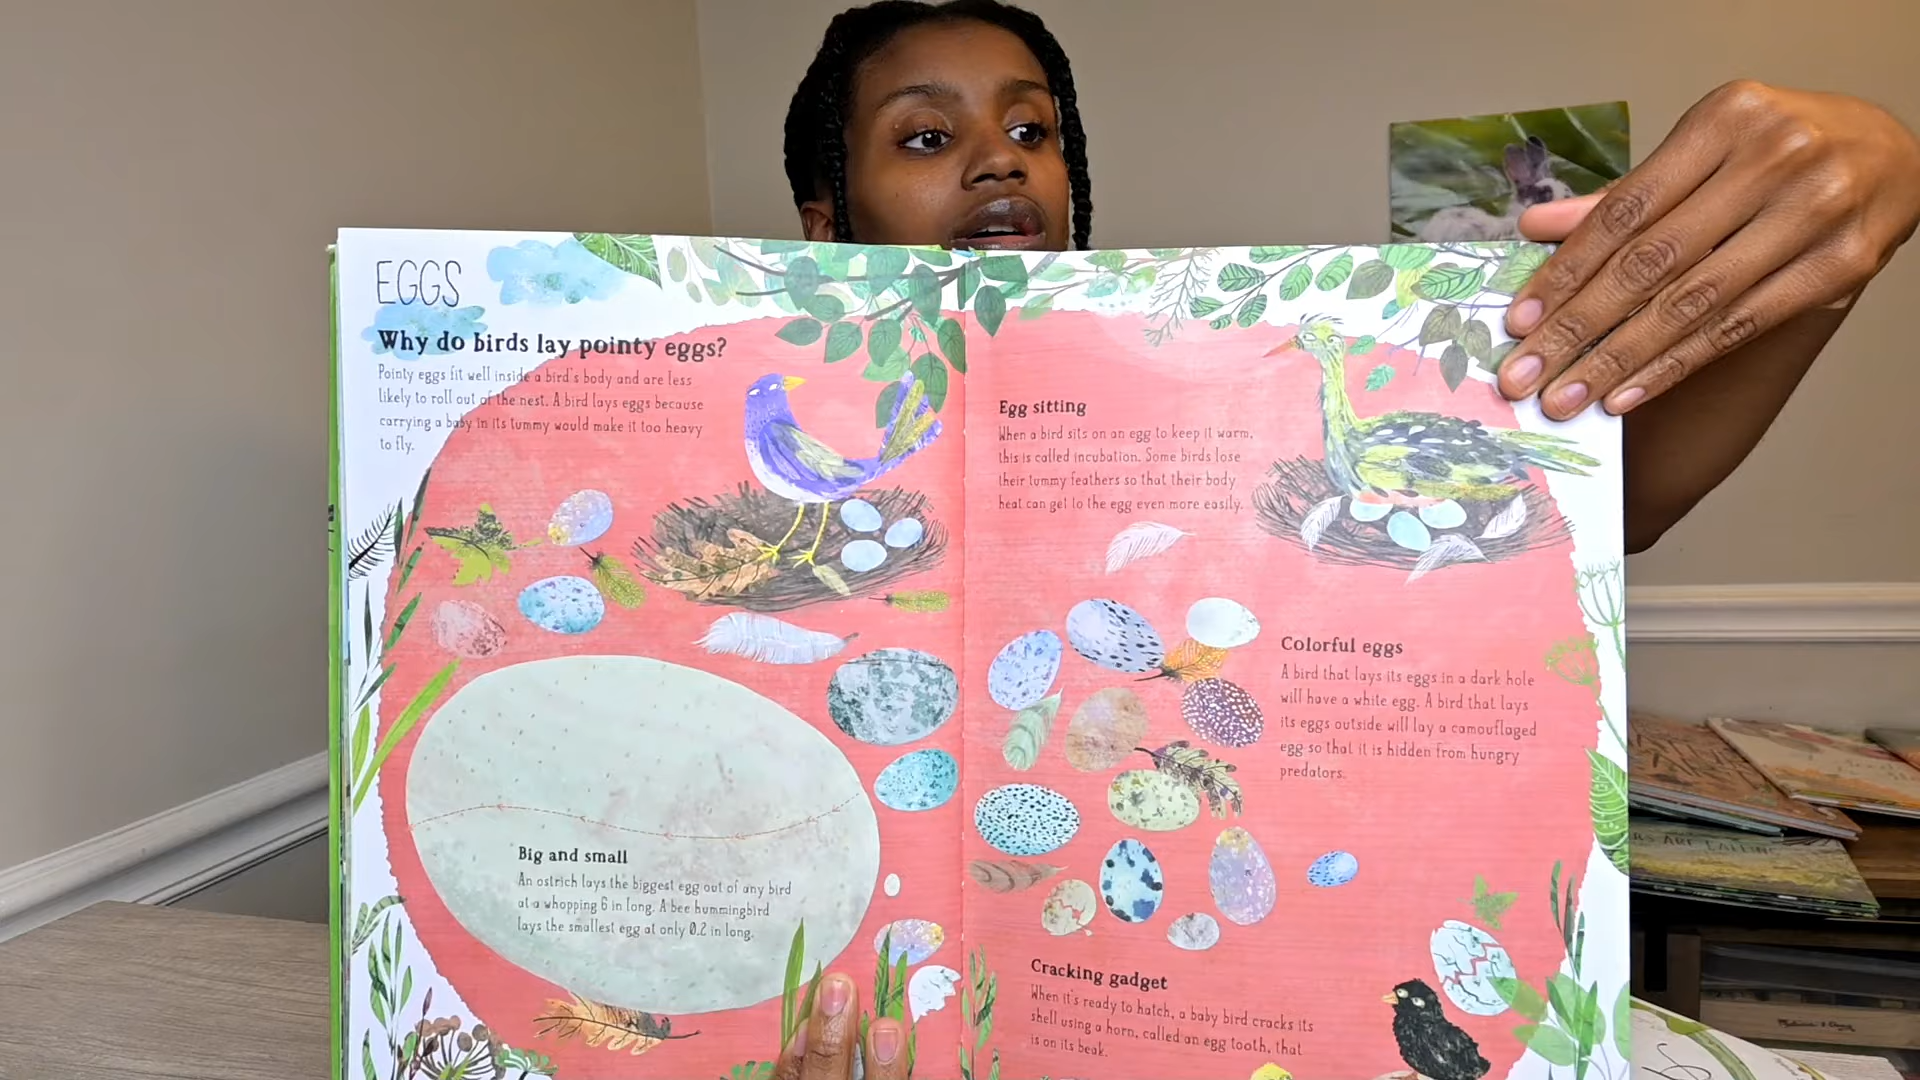 EGGS
Why do birds lay pointy eggs?
Pointy eggs fit well inside a bird's body and are less
likely to roll out of the nest. A bird lays eggs because
carrying a baby in its tummy would make it too heavy
to fly.
Big and small
An ostrich lays the biggest egg out of any bird
at a whopping 6 in long. A bee hummingbird
lays the smallest egg at only 0.2 in long.
Egg sitting
When a bird sits on an egg to keep it warm,
this is called incubation. Some birds lose
their tummy feathers so that their body
heat can get to the egg even more easily.
Colorful eggs
A bird that lays its eggs in a dark hole
will have a white egg. A bird that lays
its eggs outside will lay a camouflaged
egg so that it is hidden from hungry
predators.
Cracking gadget
When it's ready to hatch, a baby bird cracks its
shell using a horn, called an egg tooth, that
is on its beak.
ARE CALLING